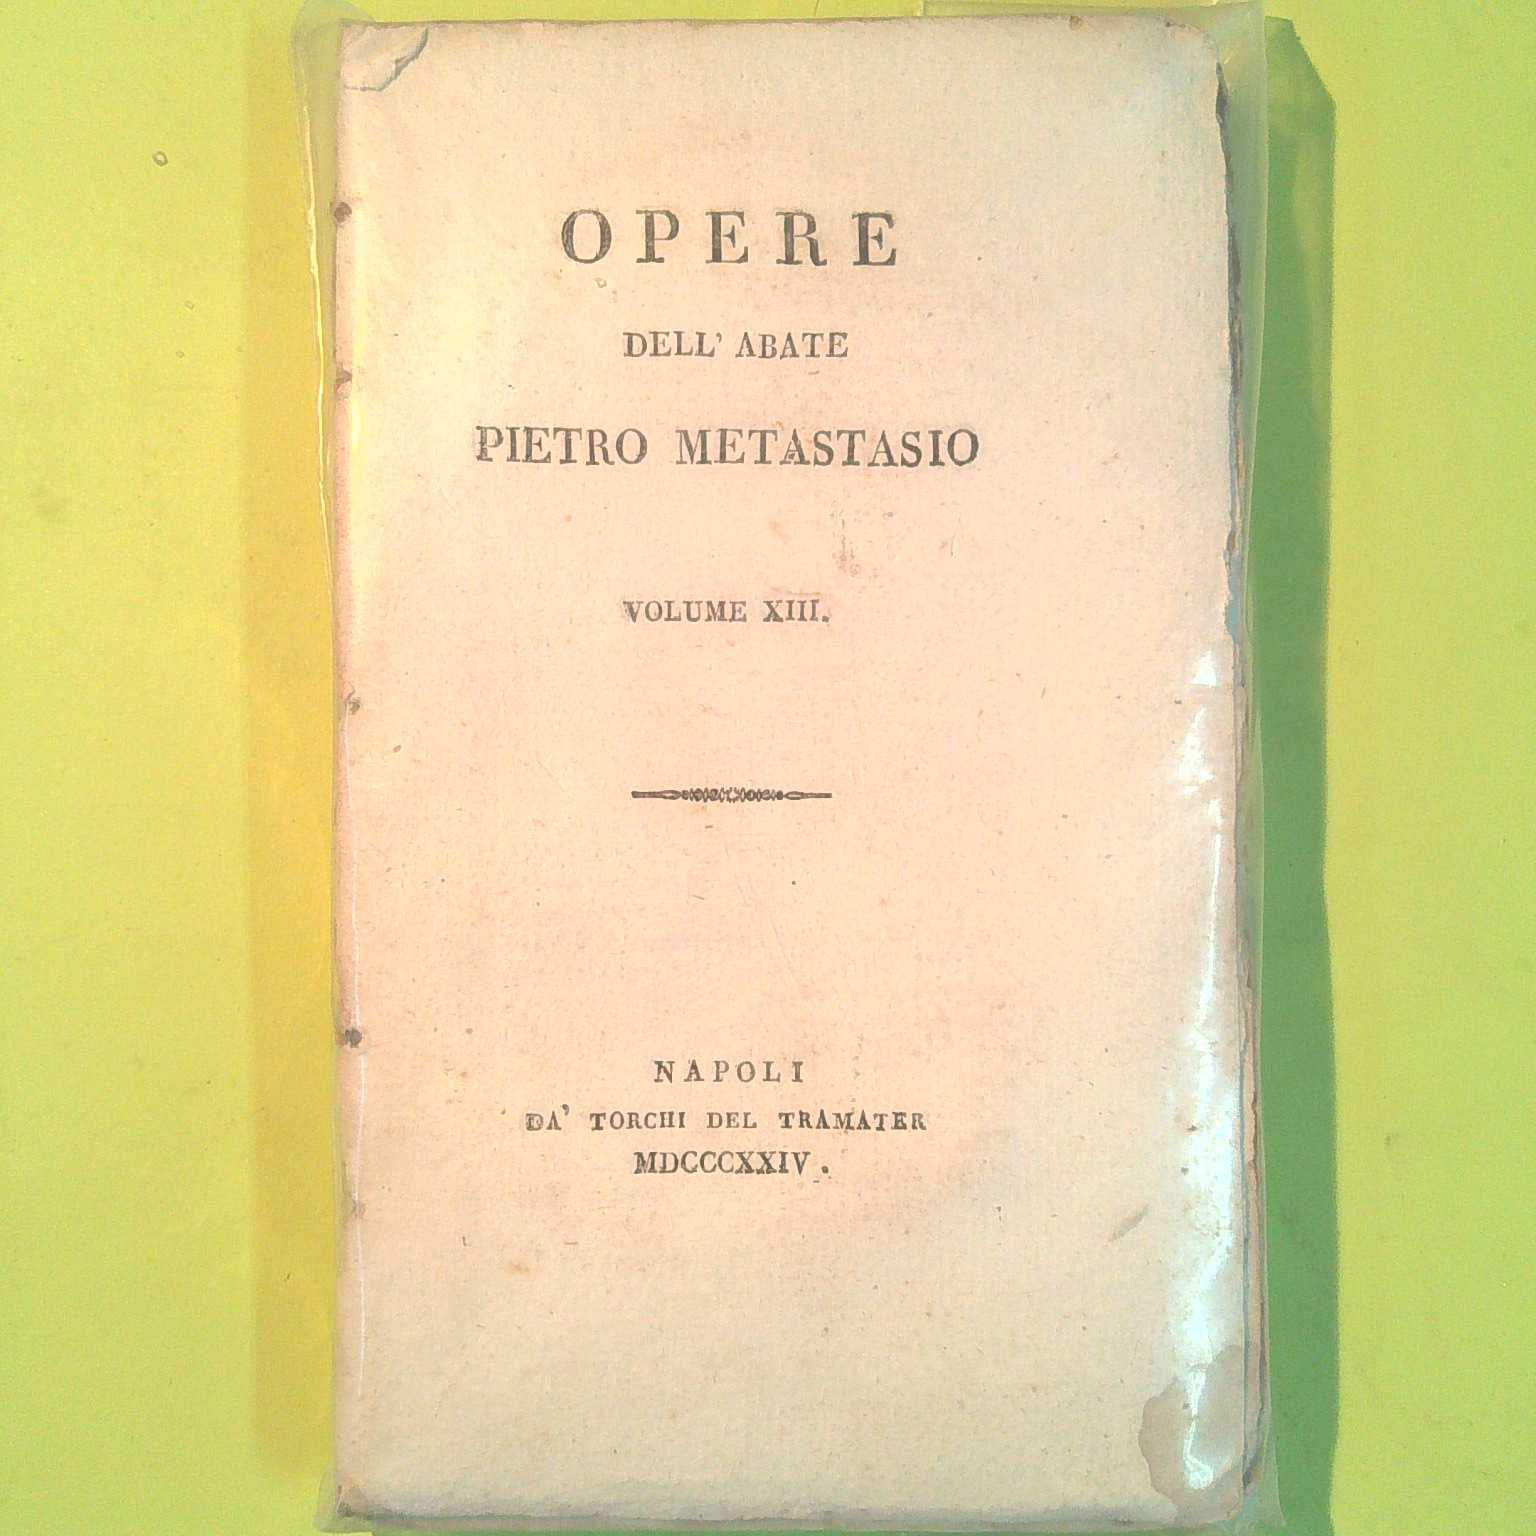 OPERE
DELL' ABATE
PIETRO METASTASIO
VOLUME XIII.
NAPOLI
DA' TORCHI DEL TRAMATER
MDCCCXXIV.